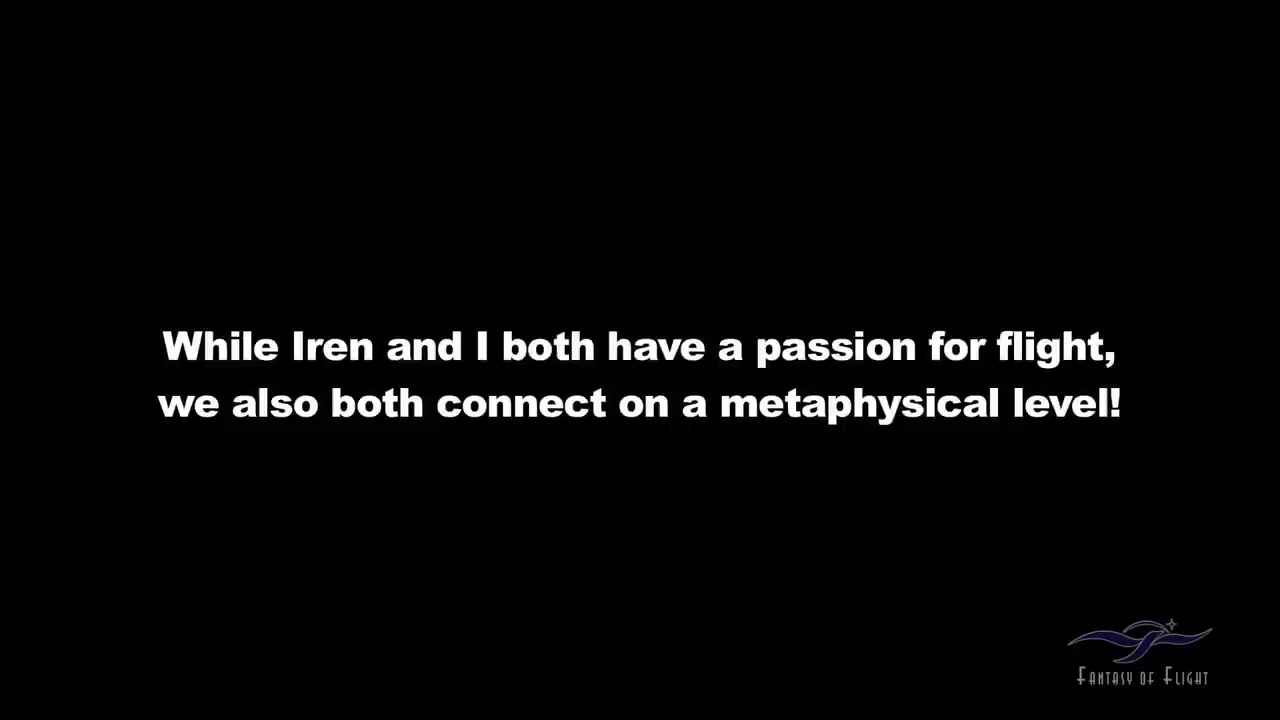 While Iren and I both have a passion for flight,
we also both connect on a metaphysical level!
Fantasy of Flight